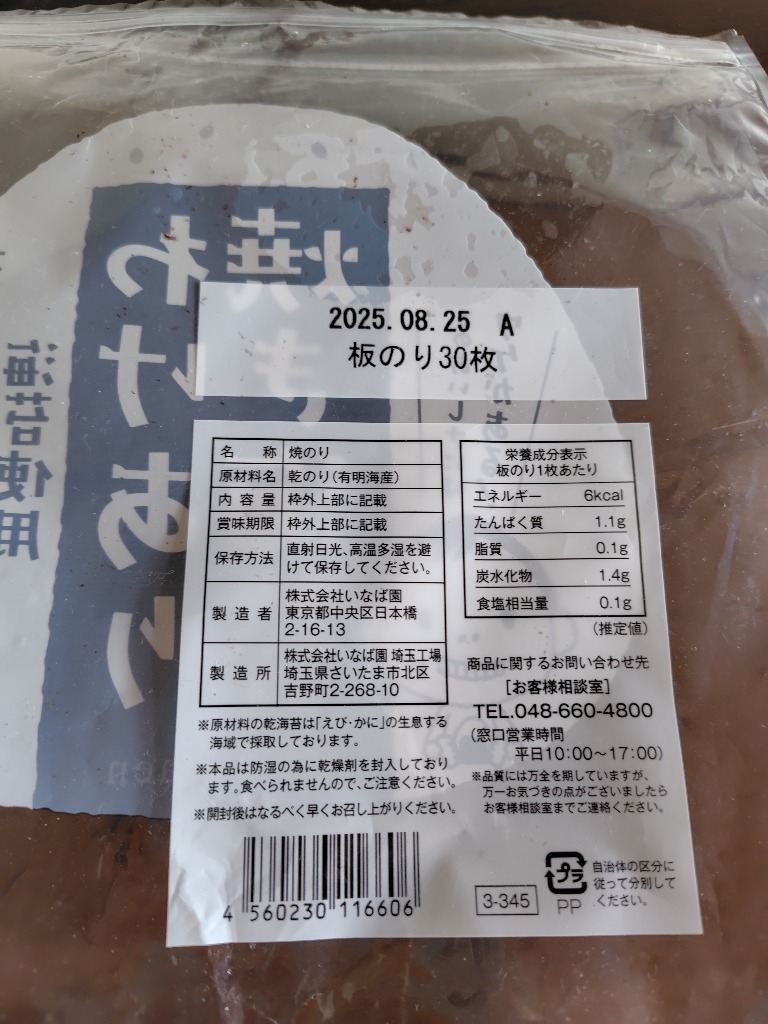 焼き
わけあり
海苔使用
2025.08.25 A
板のり30枚
名 称 焼のり
原材料名 乾のり(有明海産)
内容量 枠外上部に記載
賞味期限 枠外上部に記載
保存方法 直射日光、高温多湿を避
けて保存してください。
製造者 株式会社いなば園
東京都中央区日本橋
2-16-13
製造所 株式会社いなば園 埼玉工場
埼玉県さいたま市北区
吉野町2-268-10
※原材料の乾海苔は「えび・かに」の生息する
海域で採取しております。
※本品は防湿の為に乾燥剤を封入しており
ます。食べられませんので、ご注意ください。
※開封後はなるべく早くお召し上がりください。
4 560230 116606
栄養成分表示
板のり1枚あたり
エネルギー 6kcal
たんぱく質 1.1g
脂質 0.1g
炭水化物 1.4g
食塩相当量 0.1g
(推定値)
商品に関するお問い合わせ先
[お客様相談室]
TEL.048-660-4800
(窓口営業時間
平日10:00〜17:00)
※品質には万全を期していますが、
万一お気づきの点がございましたら
お客様相談室までご連絡ください。
3-345
プラ
PP
自治体の区分に
従って分別して
ください。